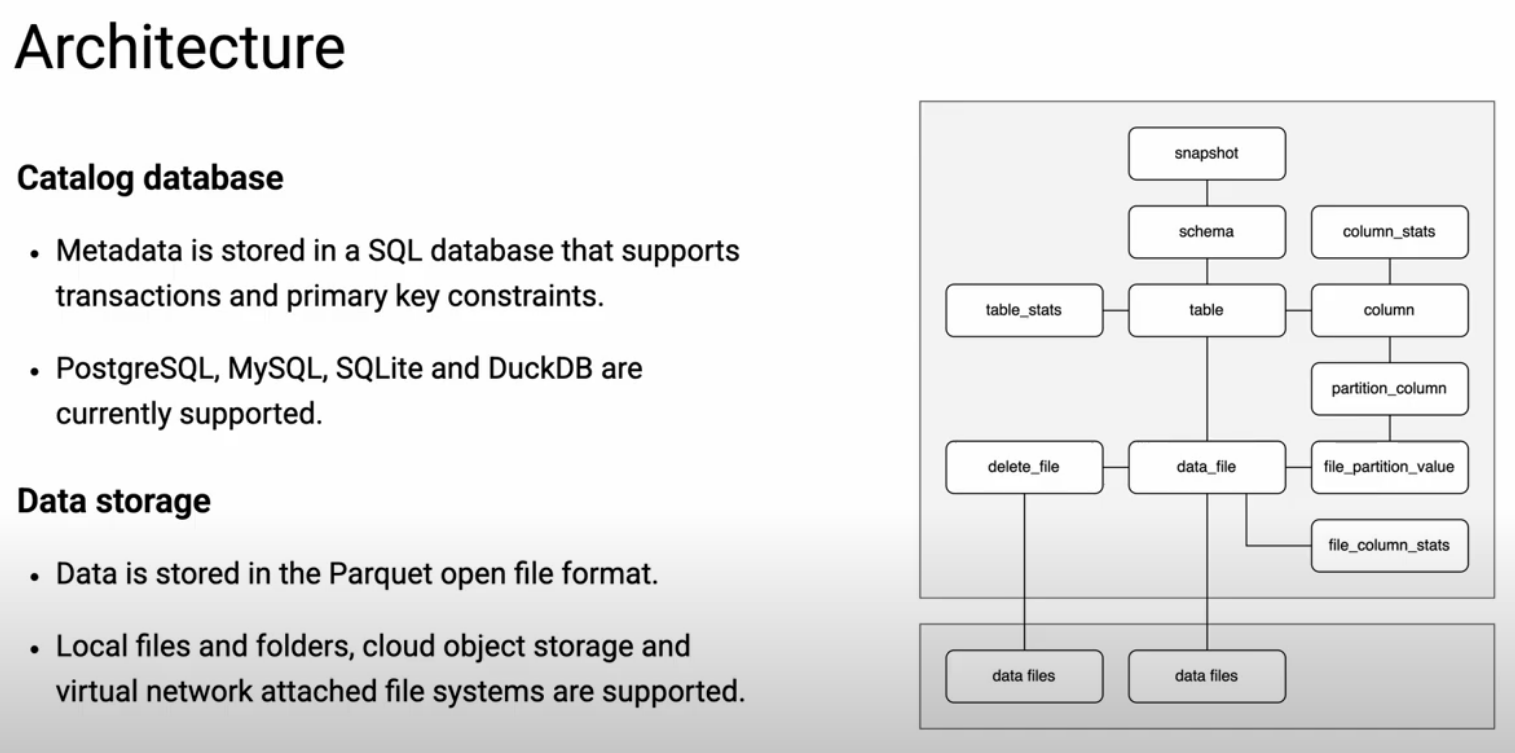 Architecture
Catalog database
• Metadata is stored in a SQL database that supports
transactions and primary key constraints.
• PostgreSQL, MySQL, SQLite and DuckDB are
currently supported.
Data storage
• Data is stored in the Parquet open file format.
• Local files and folders, cloud object storage and
virtual network attached file systems are supported.
snapshot
schema
column_stats
table_stats
table
column
partition_column
delete_file
data_file
file_partition_value
file_column_stats
data files
data files